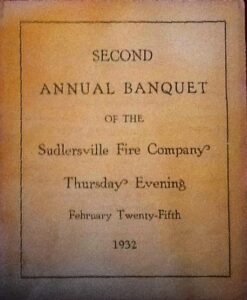 SECOND
ANNUAL BANQUET
OF THE
Sudlersville Fire Company
Thursday Evening
February Twenty-Fifth
1932